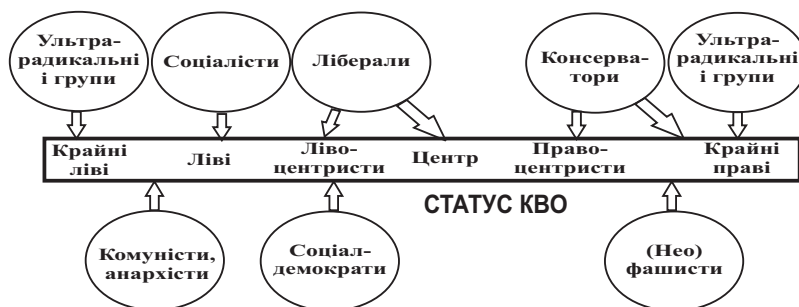 Ультра-
радикальні
і групи
Соціалісти
Ліберали
Консерва-
тори
Ультра-
радикальні
і групи
Крайні
ліві
Ліві
Ліво-
центристи
Центр
Право-
центристи
Крайні
праві
СТАТУС КВО
Комуністи,
анархісти
Соціал-
демократи
(Нео)
фашисти